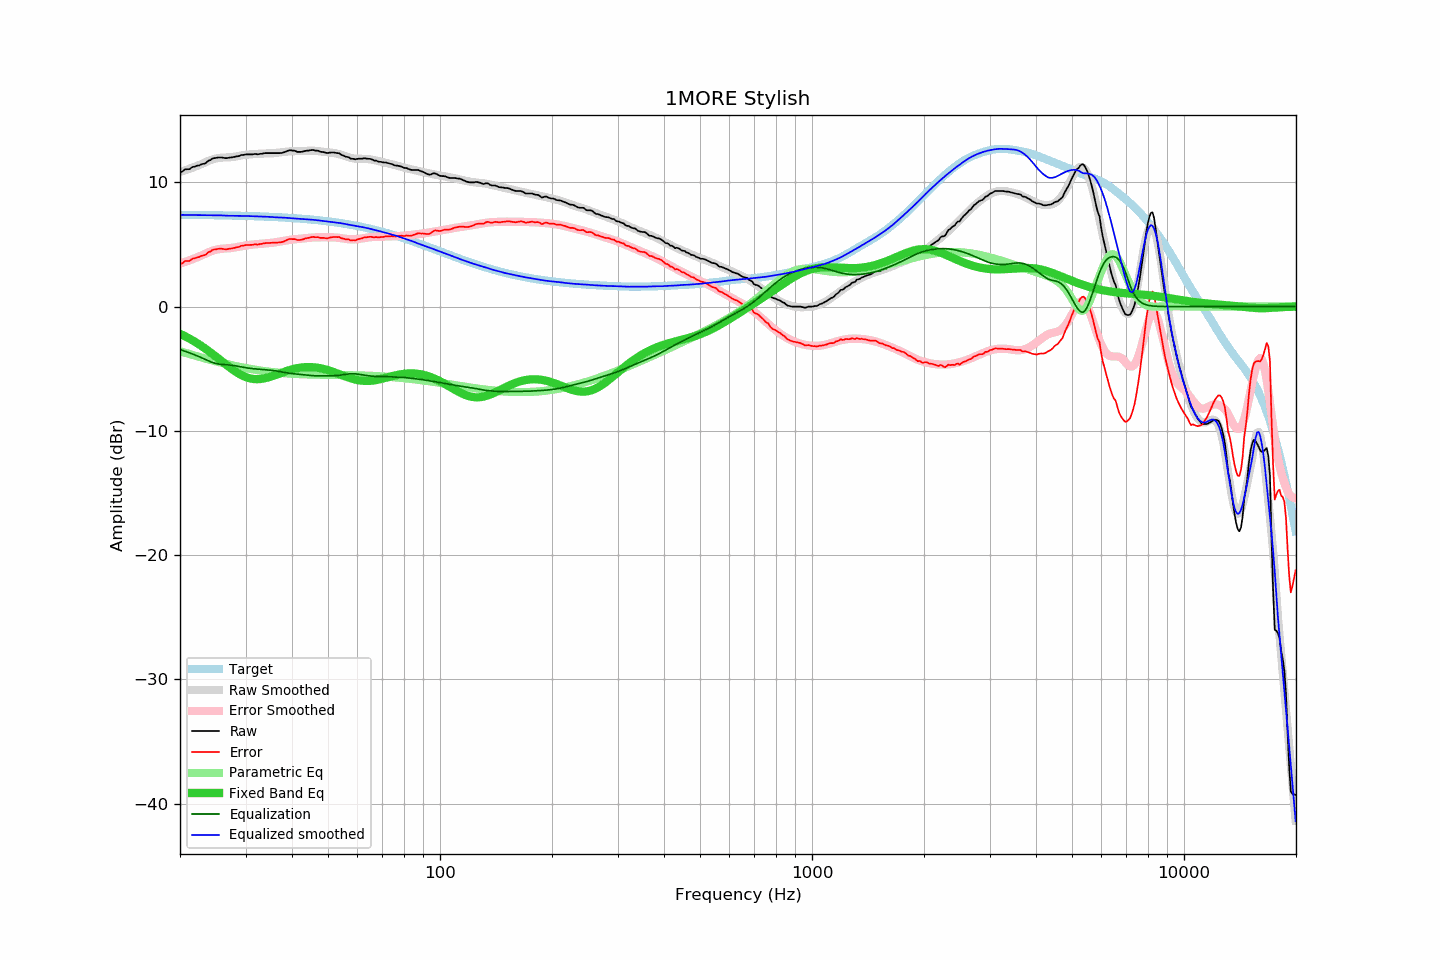 1MORE Stylish
10
0
−10
−20
−30
−40
Amplitude (dBr)
Target
Raw Smoothed
Error Smoothed
Raw
Error
Parametric Eq
Fixed Band Eq
Equalization
Equalized smoothed
100 1000 10000
Frequency (Hz)